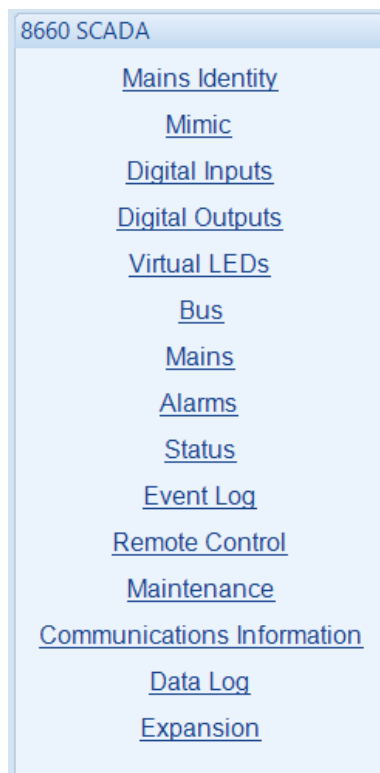 8660 SCADA
Mains Identity
Mimic
Digital Inputs
Digital Outputs
Virtual LEDs
Bus
Mains
Alarms
Status
Event Log
Remote Control
Maintenance
Communications Information
Data Log
Expansion